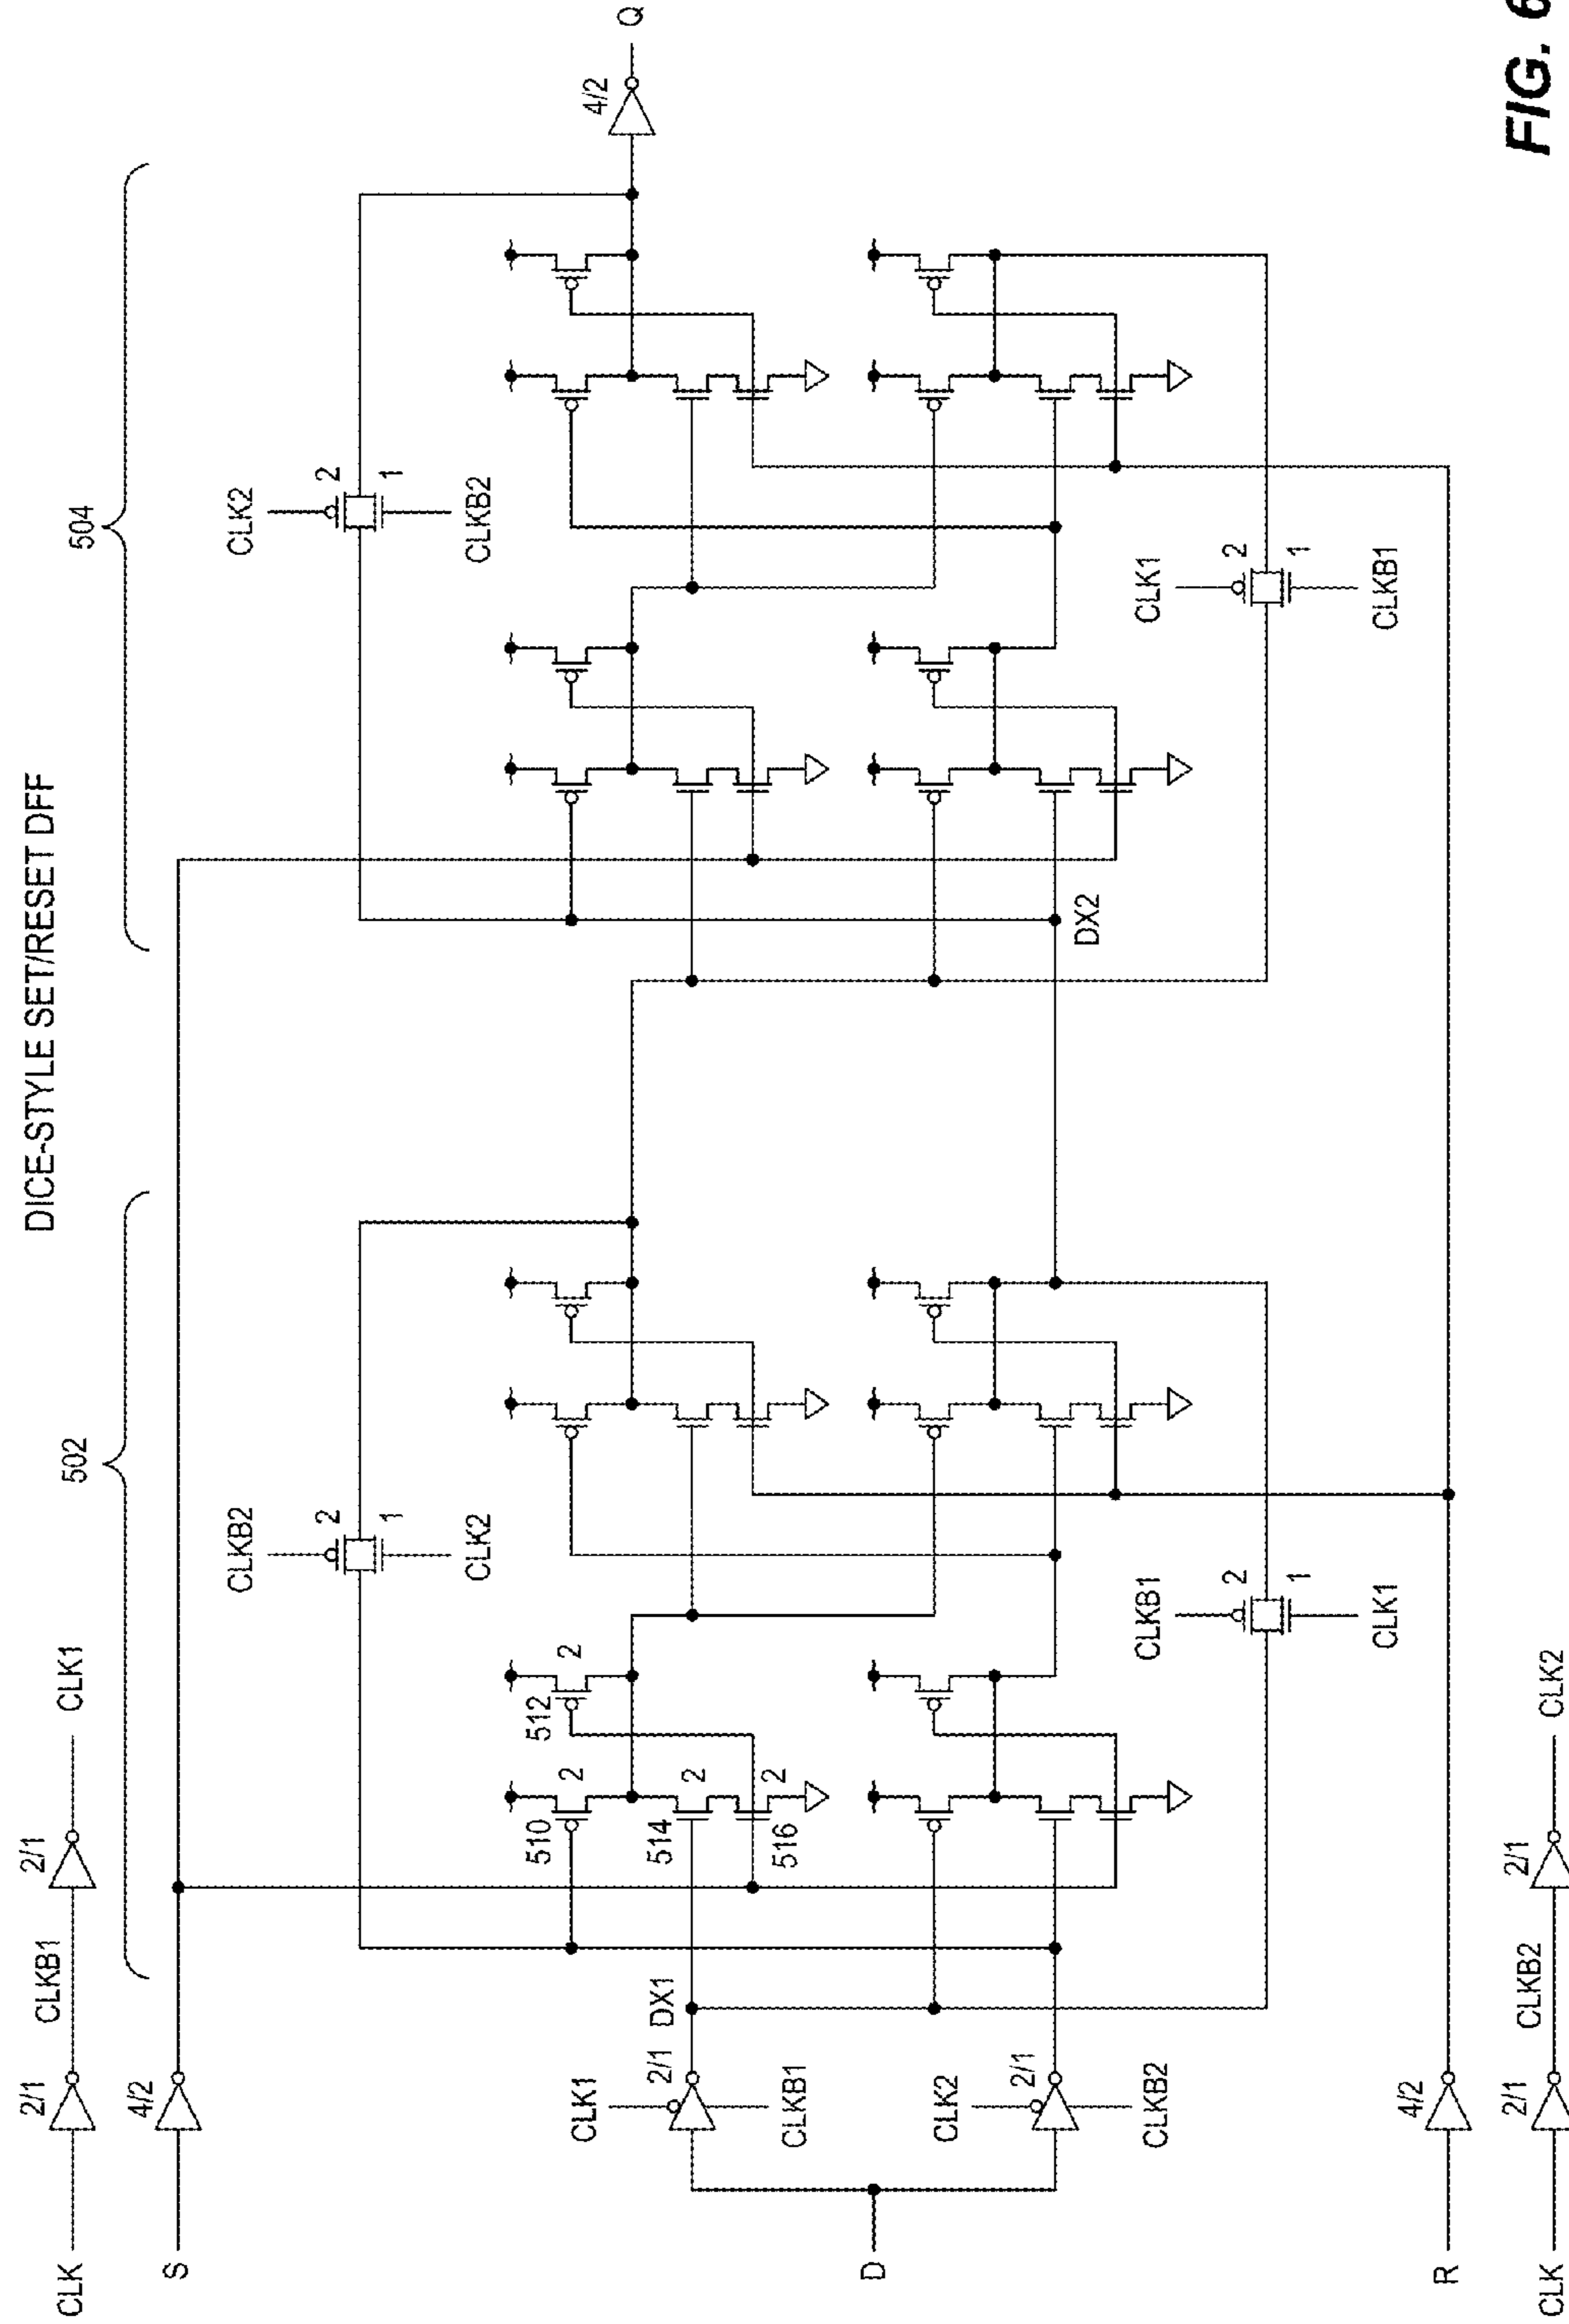 DICE-STYLE SET/RESET DFF
CLK
2/1
CLKB1
2/1
CLK1
S
4/2
502
504
CLKB2
2
1
CLK2
CLK2
2
1
CLKB2
4/2
Q
510
2
512
2
514
2
516
2
CLK1
2/1
DX1
CLKB1
D
CLK2
2/1
CLKB2
DX2
CLKB1
2
1
CLK1
CLK1
2
1
CLKB1
R
4/2
CLK
2/1
CLKB2
2/1
CLK2
FIG. 6